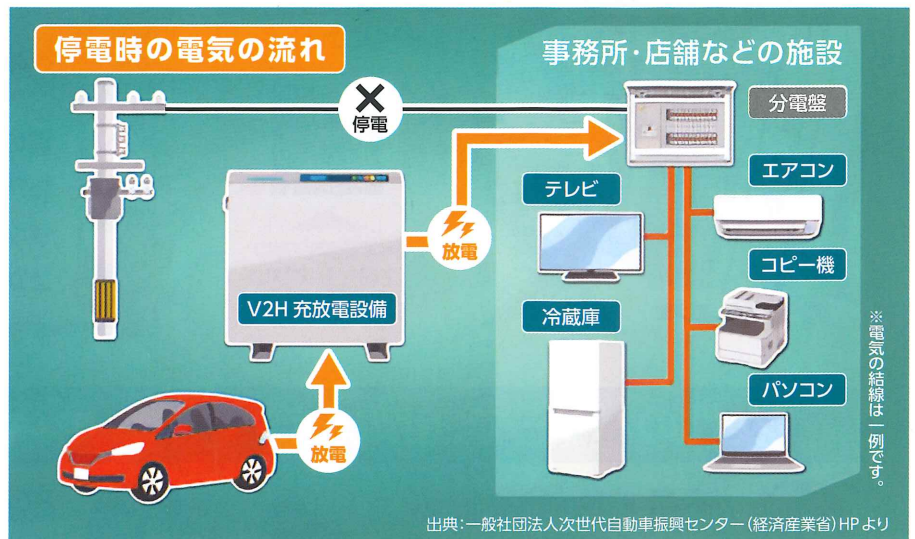 停電時の電気の流れ
事務所・店舗などの施設
停電
分電盤
テレビ
エアコン
放電
コピー機
V2H 充放電設備
冷蔵庫
パソコン
放電
※電気の結線は一例です。
出典:一般社団法人次世代自動車振興センター(経済産業省)HPより